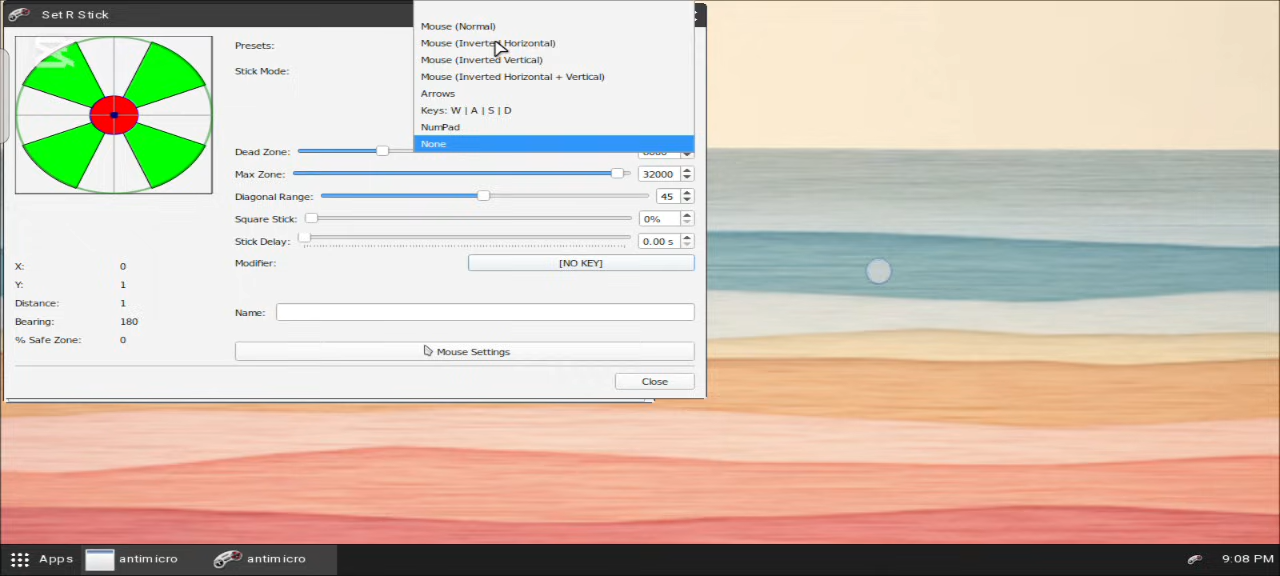 Set R Stick
Presets:
Stick Mode:
Mouse (Normal)
Mouse (Inverted Horizontal)
Mouse (Inverted Vertical)
Mouse (Inverted Horizontal + Vertical)
Arrows
Keys: W | A | S | D
NumPad
None
Dead Zone:
Max Zone: 32000
Diagonal Range: 45
Square Stick: 0%
Stick Delay: 0.00 s
Modifier: [NO KEY]
X: 0
Y: 1
Distance: 1
Bearing: 180
% Safe Zone: 0
Name:
Mouse Settings
Close
Apps antimicro antimicro 9:08 PM